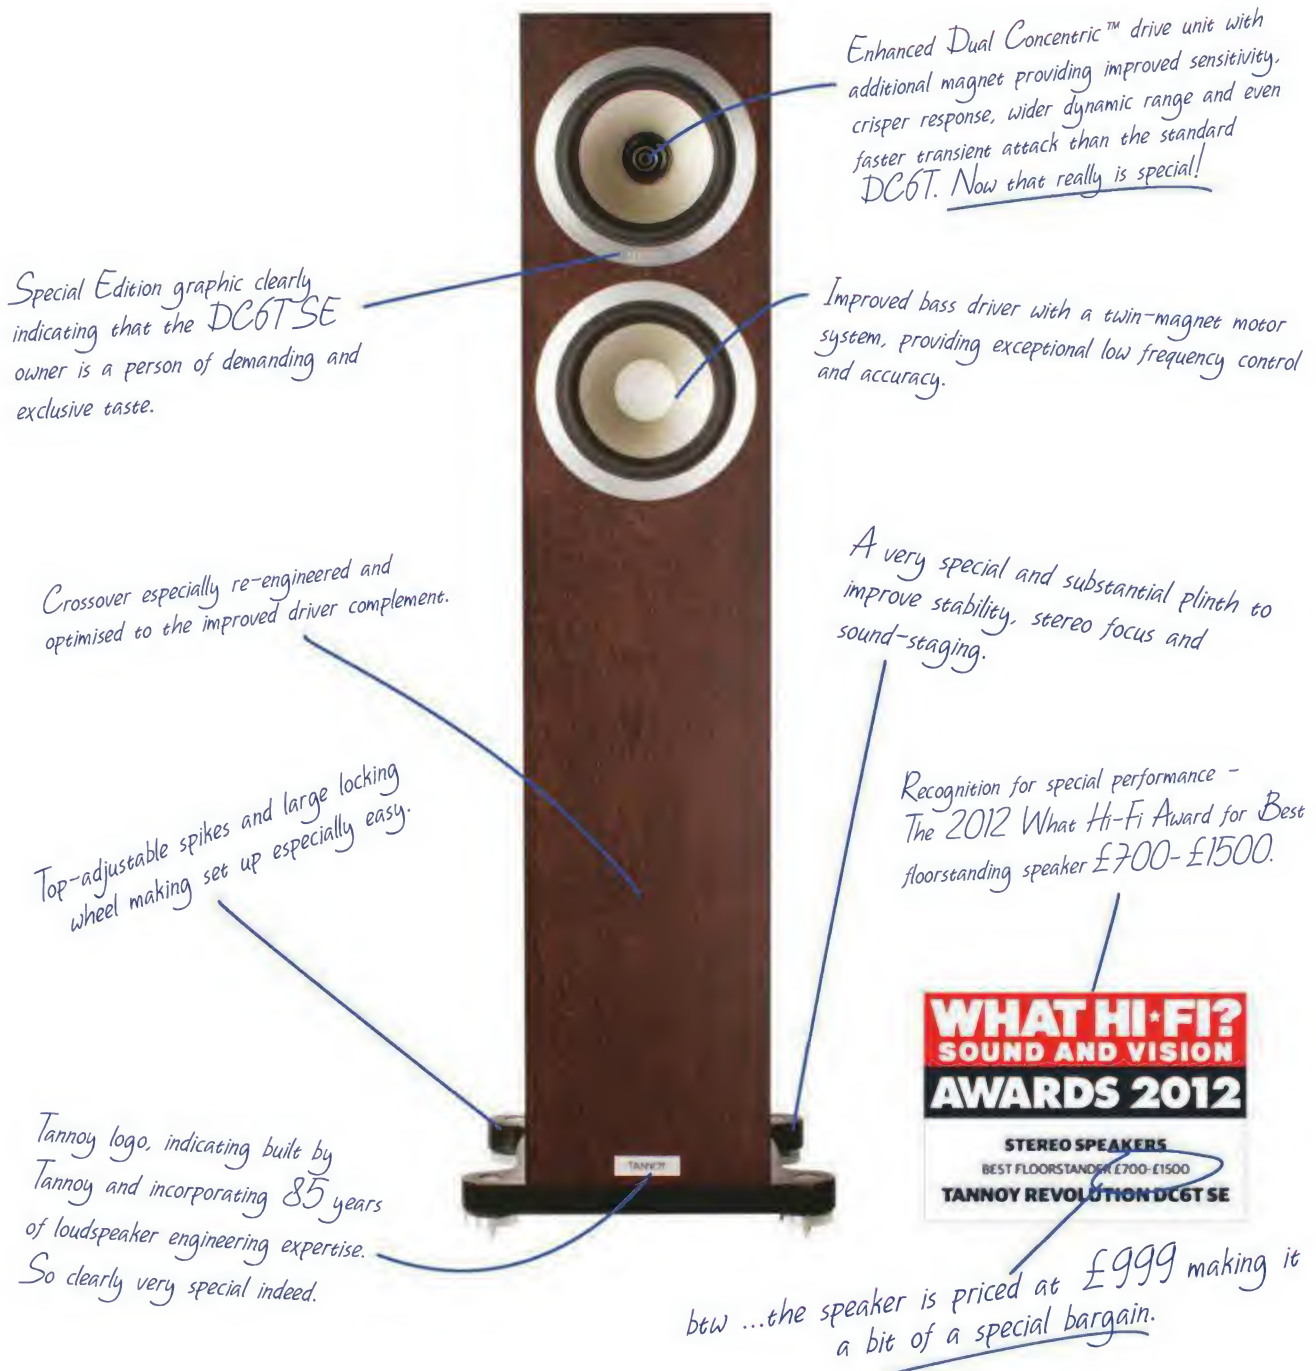 Enhanced Dual Concentric™ drive unit with
additional magnet providing improved sensitivity,
crisper response, wider dynamic range and even
faster transient attack than the standard
DC6T. Now that really is special!
Special Edition graphic clearly
indicating that the DC6T SE
owner is a person of demanding and
exclusive taste.
Improved bass driver with a twin-magnet motor
system, providing exceptional low frequency control
and accuracy.
Crossover especially re-engineered and
optimised to the improved driver complement.
A very special and substantial plinth to
improve stability, stereo focus and
sound-staging.
Top-adjustable spikes and large locking
wheel making set up especially easy.
Recognition for special performance -
The 2012 What Hi-Fi Award for Best
floorstanding speaker £700-£1500.
WHAT HI★FI?
SOUND AND VISION
AWARDS 2012
STEREO SPEAKERS
BEST FLOORSTANDER £700-£1500
TANNOY REVOLUTION DC6T SE
Tannoy logo, indicating built by
Tannoy and incorporating 85 years
of loudspeaker engineering expertise.
So clearly very special indeed.
TANNOY
btw ...the speaker is priced at £999 making it
a bit of a special bargain.